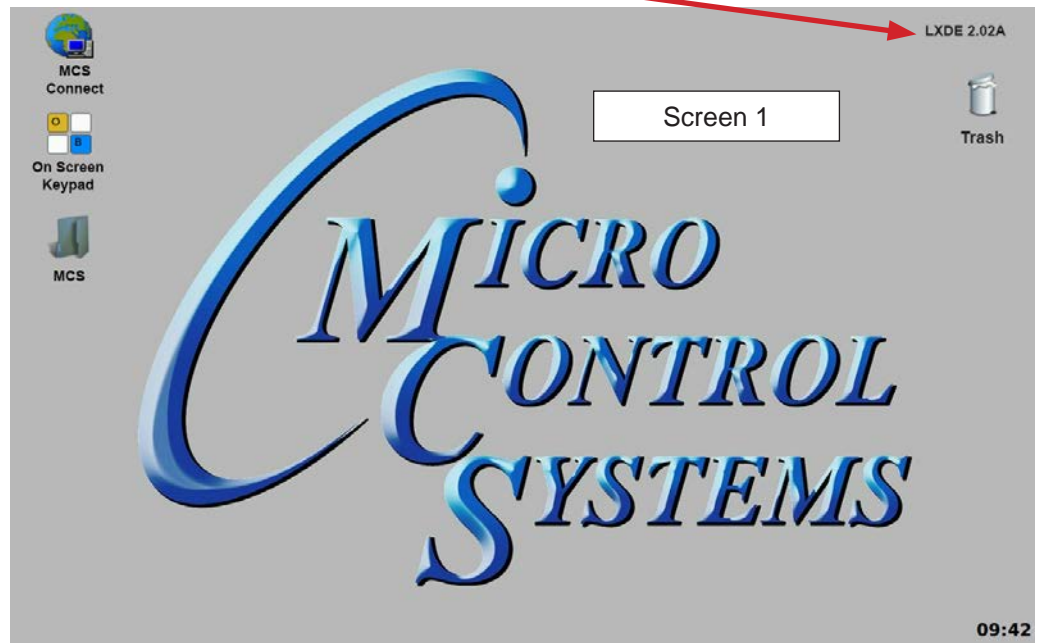 LXDE 2.02A
MCS
Connect
Screen 1
Trash
O
B
On Screen
Keypad
MCS
MICRO
CONTROL
SYSTEMS
09:42